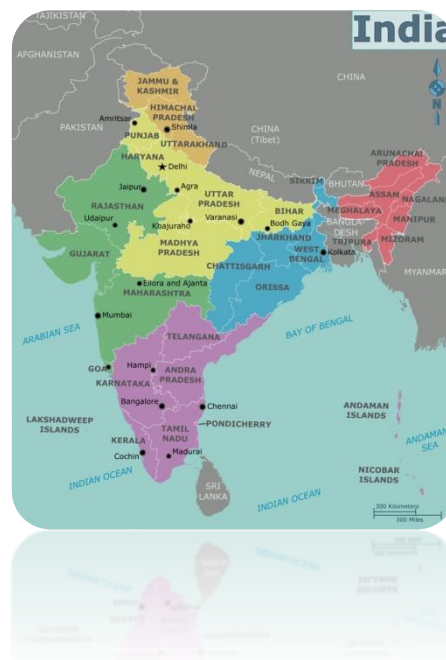 TAJIKISTAN
India
AFGHANISTAN
CHINA
JAMMU &
KASHMIR
HIMACHAL
PRADESH
Amritsar
Shimla
PAKISTAN
PUNJAB
UTTARAKHAND
CHINA
(Tibet)
HARYANA
Delhi
NEPAL
ARUNACHAL
PRADESH
SIKKIM
BHUTAN
Jaipur
Agra
RAJASTHAN
UTTAR
PRADESH
ASSAM
NAGALAND
Udaipur
Khajuraho
Varanasi
BIHAR
Bodh Gaya
MEGHALAYA
BANGLA-
DESH
MANIPUR
TRIPURA
MIZORAM
GUJARAT
MADHYA
PRADESH
JHARKHAND
WEST
BENGAL
Kolkata
CHATTISGARH
MYANMAR
Ellora and Ajanta
MAHARASHTRA
ORISSA
Mumbai
ARABIAN SEA
BAY OF BENGAL
TELANGANA
GOA
Hampi
KARNATAKA
ANDRA
PRADESH
Bangalore
Chennai
ANDAMAN
ISLANDS
LAKSHADWEEP
ISLANDS
PONDICHERRY
TAMIL
NADU
KERALA
Cochin
Madurai
ANDAMAN
SEA
INDIAN OCEAN
NICOBAR
ISLANDS
SRI
LANKA
INDIAN OCEAN
300 Kilometers
300 Miles